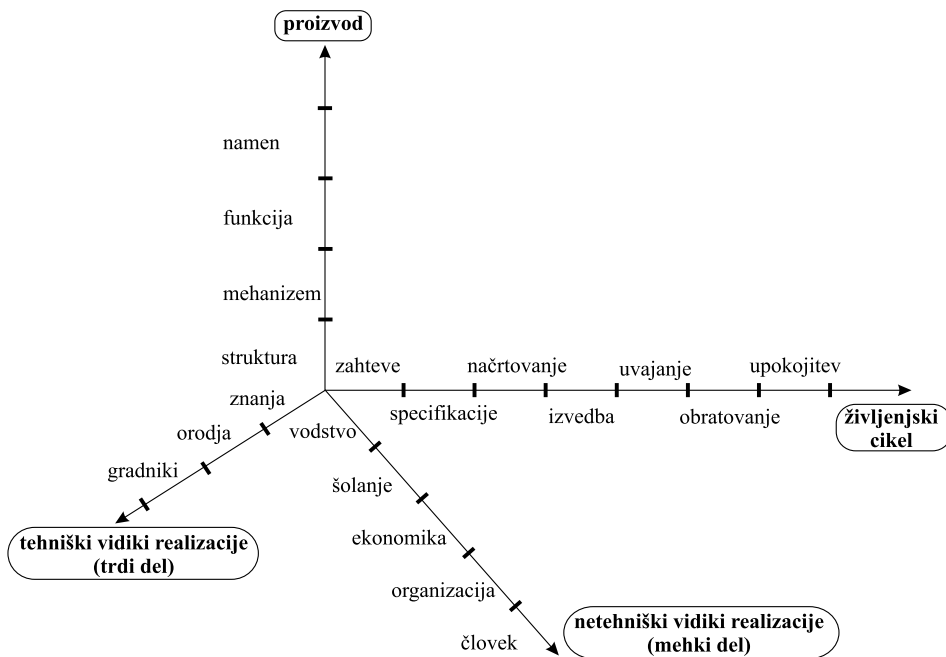 proizvod
namen
funkcija
mehanizem
struktura
zahteve
načrtovanje
uvajanje
upokojitev
specifikacije
izvedba
obratovanje
življenjski
cikel
znanja
orodja
gradniki
tehniški vidiki realizacije
(trdi del)
vodstvo
šolanje
ekonomika
organizacija
človek
netehniški vidiki realizacije
(mehki del)